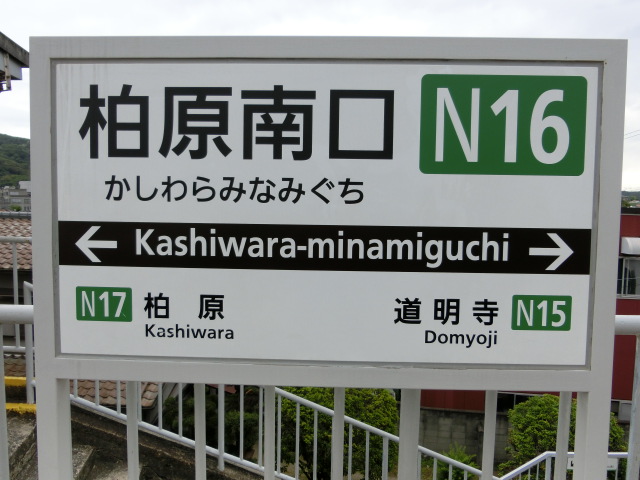 柏原南口 N16
かしわらみなみぐち
← Kashiwara-minamiguchi →
N17 柏原 道明寺 N15
Kashiwara Domyoji